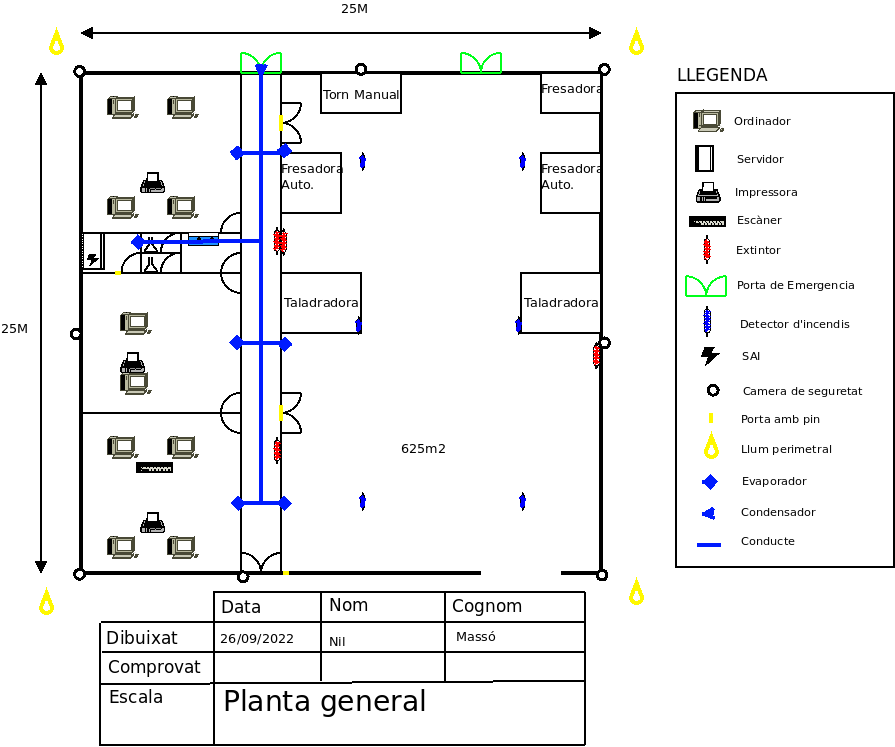 25M
LLEGENDA
Torn Manual
Fresadora
Ordinador
Servidor
Fresadora
Auto.
Fresadora
Auto.
Impressora
Escàner
Extintor
Porta de Emergencia
Taladradora
Taladradora
Detector d'incendis
25M
SAI
Camera de seguretat
Porta amb pin
625m2
Llum perimetral
Evaporador
Condensador
Conducte
Data
Nom
Cognom
Dibuixat
26/09/2022
Nil
Massó
Comprovat
Escala
Planta general